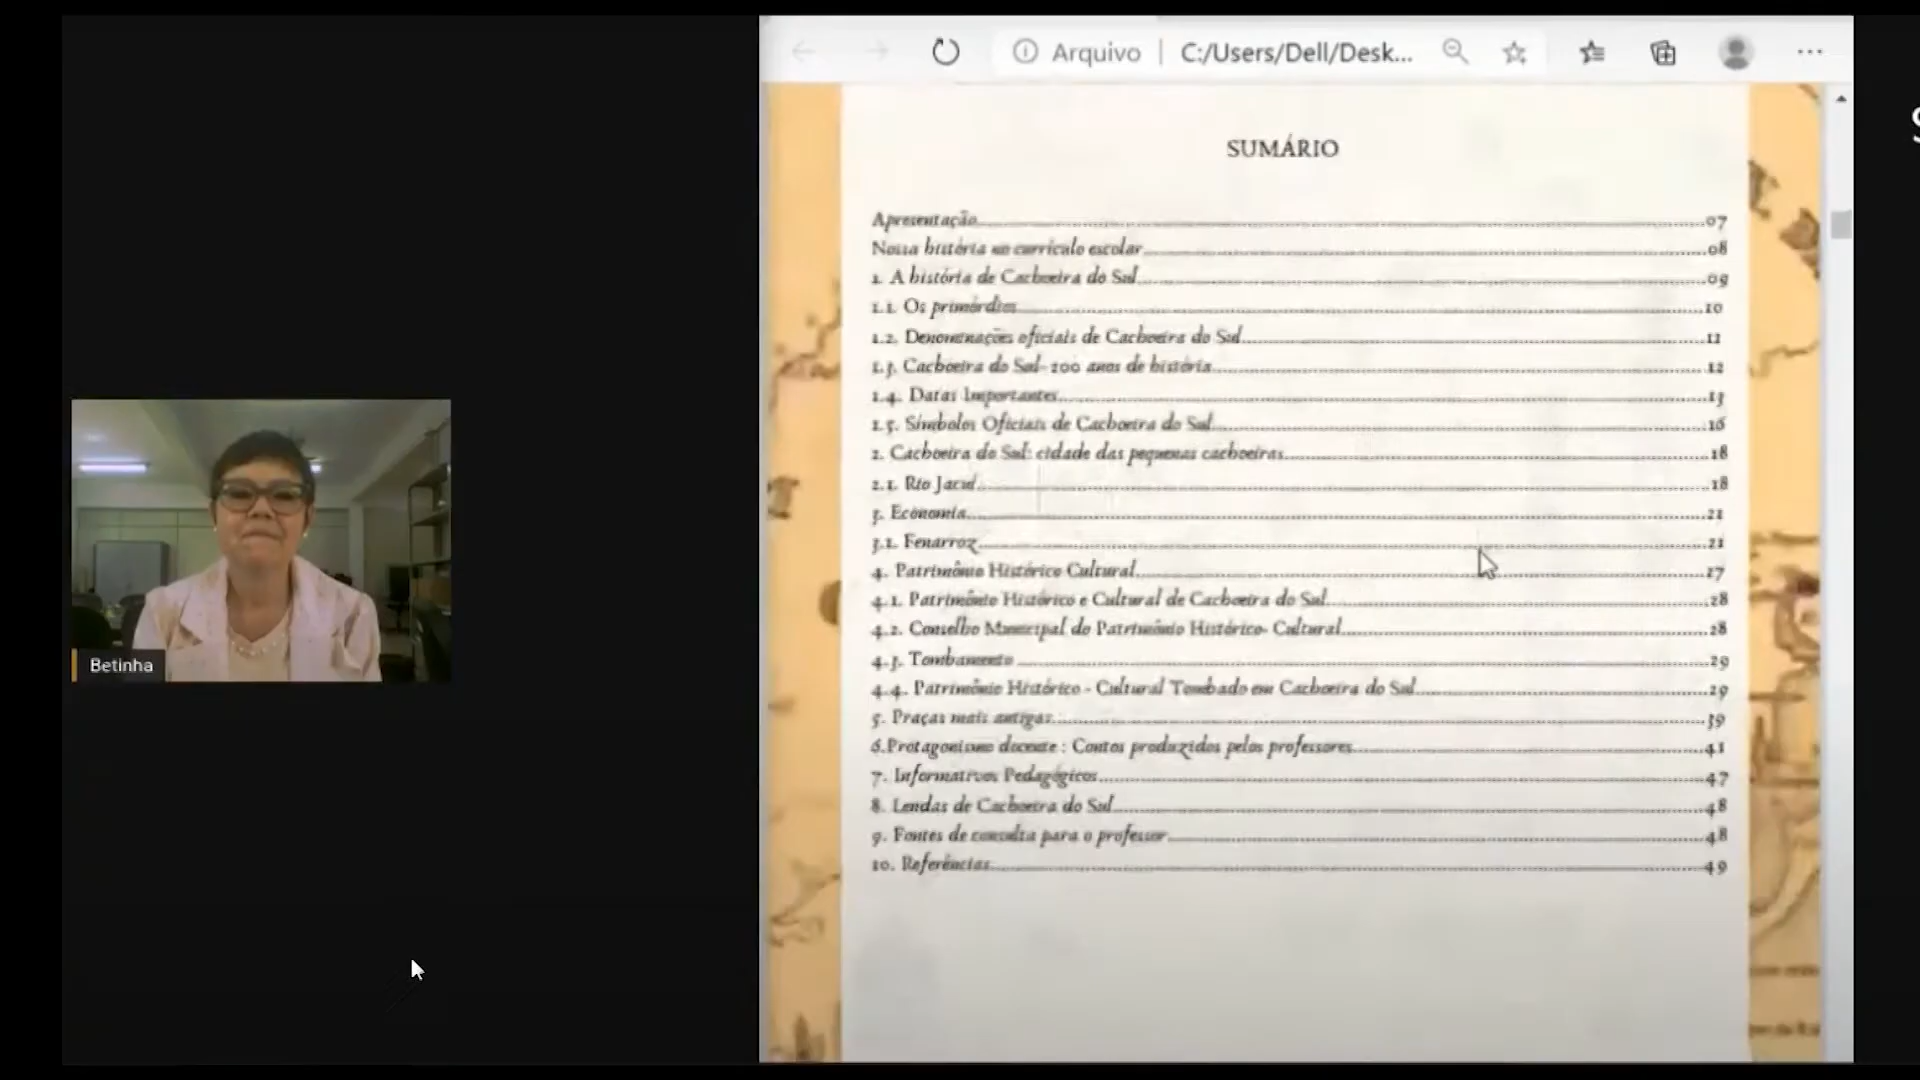 Arquivo | C:/Users/Dell/Desk...
SUMÁRIO
Apresentação 07
Nossa história no currículo escolar 08
1. A história de Cachoeira do Sul 09
1.1. Os primórdios 10
1.2. Denominações oficiais de Cachoeira do Sul 11
1.3. Cachoeira do Sul- 200 anos de história 12
1.4. Datas Importantes 13
1.5. Símbolos Oficiais de Cachoeira do Sul 16
2. Cachoeira do Sul: cidade das pequenas cachoeiras 18
2.1. Rio Jacuí 18
3. Economia 21
3.1. Fenarroz 21
4. Patrimônio Histórico Cultural 27
4.1. Patrimônio Histórico e Cultural de Cachoeira do Sul 28
4.2. Conselho Municipal do Patrimônio Histórico- Cultural 28
4.3. Tombamento 29
4.4. Patrimônio Histórico - Cultural Tombado em Cachoeira do Sul 29
5. Praças mais antigas 39
6.Protagonismo docente : Contos produzidos pelos professores 41
7. Informativos Pedagógicos 47
8. Lendas de Cachoeira do Sul 48
9. Fontes de consulta para o professor 48
10. Referências 49
Betinha